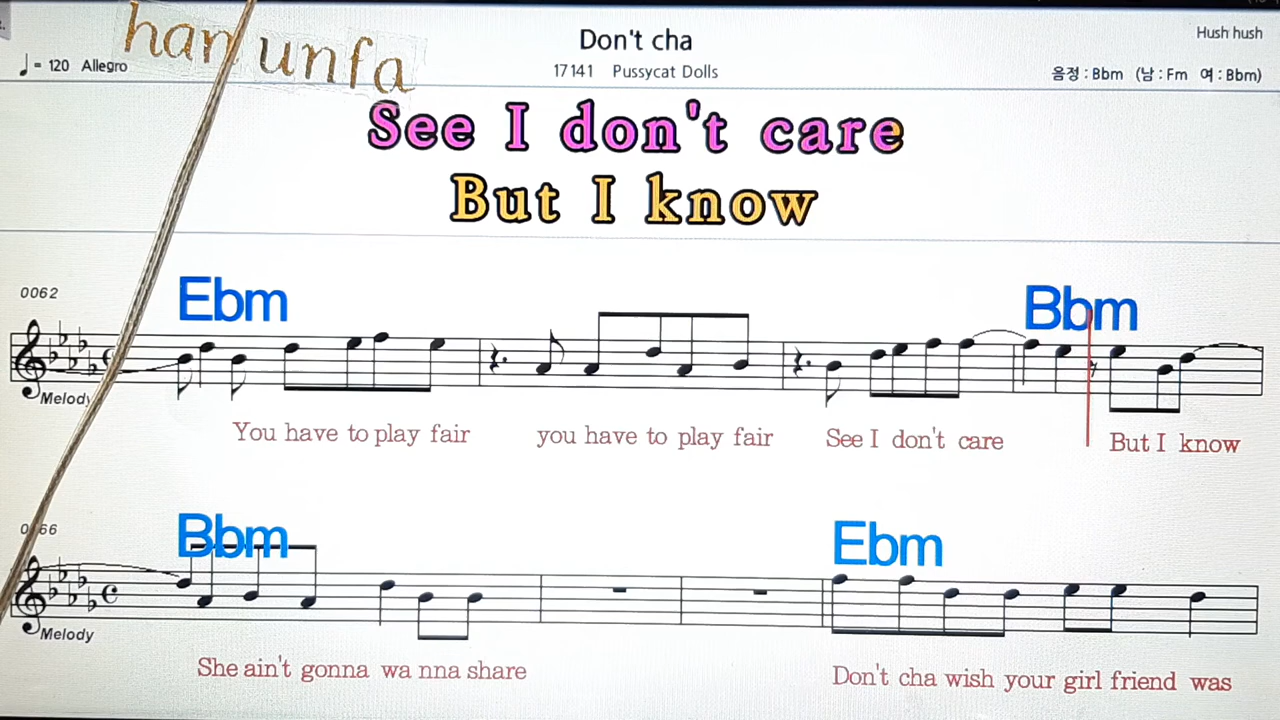 han unfa
Don't cha
Hush hush
♩= 120 Allegro
17141 Pussycat Dolls
음정 : Bbm (남 : Fm 여 : Bbm)
See I don't care
But I know
0062
Ebm
Bbm
Melody
You have to play fair you have to play fair See I don't care But I know
Bbm
Ebm
Melody
She ain't gonna wa nna share Don't cha wish your girl friend was